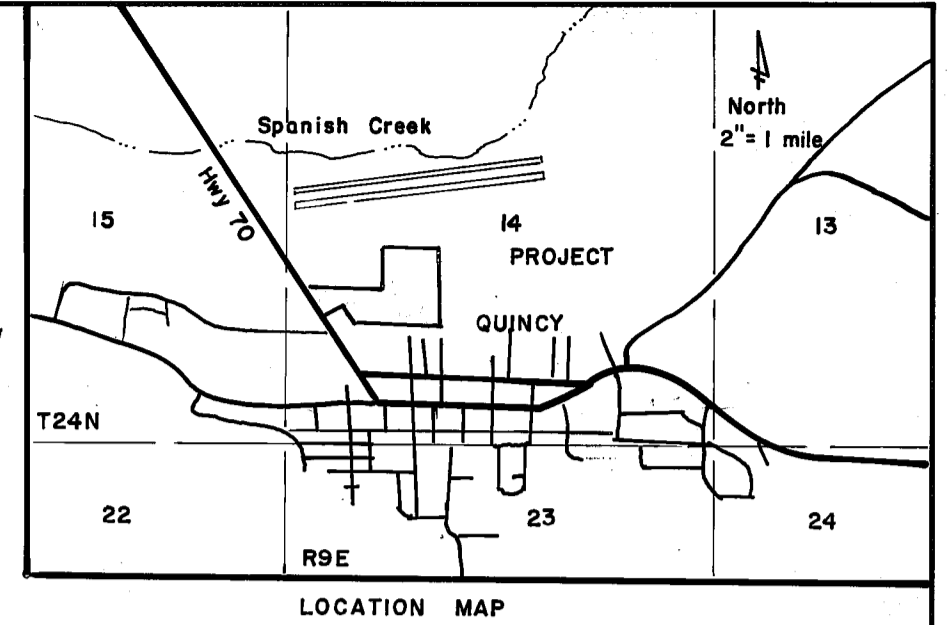 North
2"= 1 mile
Spanish Creek
Hwy 70
15
14
13
PROJECT
QUINCY
T24N
22
23
24
R9E
LOCATION MAP